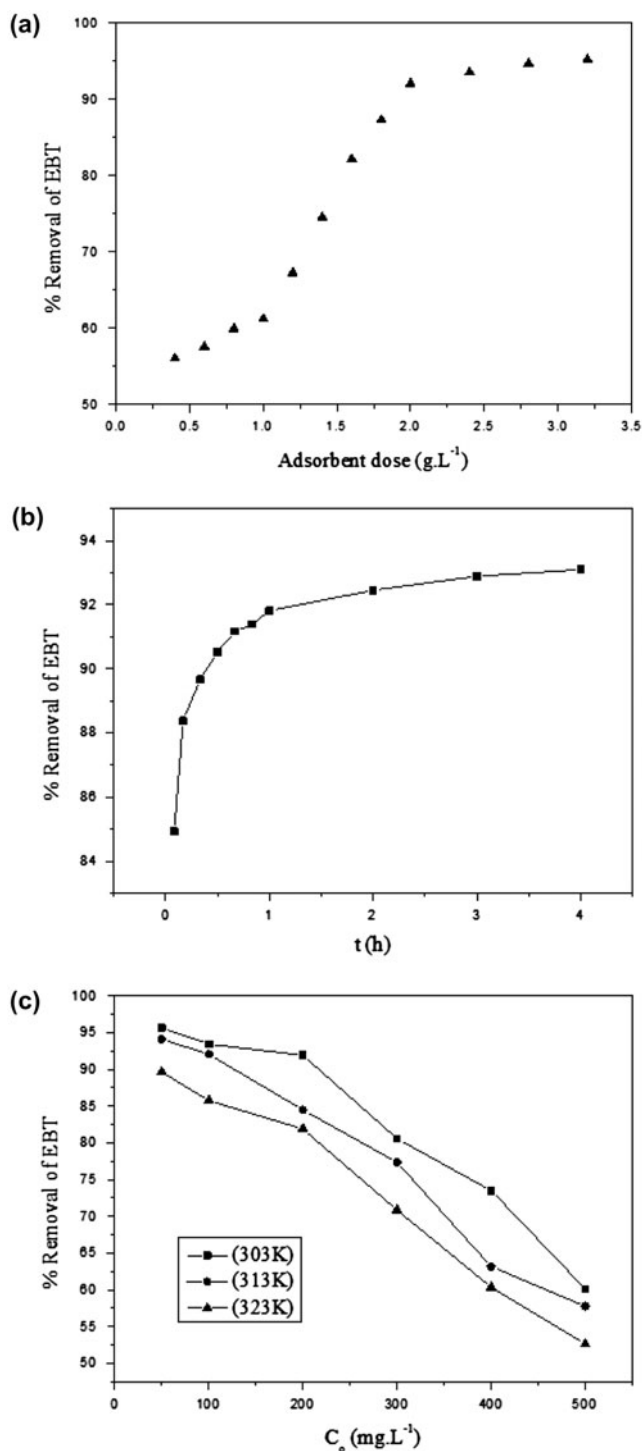 (a)
100
90
80
70
60
50
% Removal of EBT
0.0 0.5 1.0 1.5 2.0 2.5 3.0 3.5
Adsorbent dose (g.L⁻¹)
(b)
94
92
90
88
86
84
% Removal of EBT
0 1 2 3 4
t (h)
(c)
100
95
90
85
80
75
70
65
60
55
50
% Removal of EBT
(303K)
(313K)
(323K)
0 100 200 300 400 500
Cₒ (mg.L⁻¹)